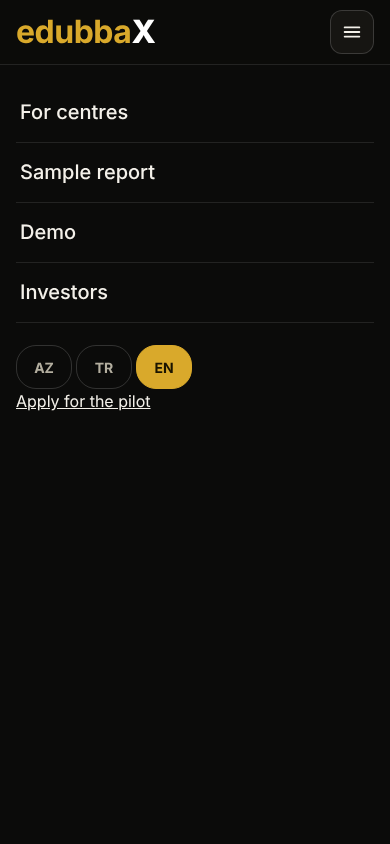 edubbaX
For centres
Sample report
Demo
Investors
AZ TR EN
Apply for the pilot